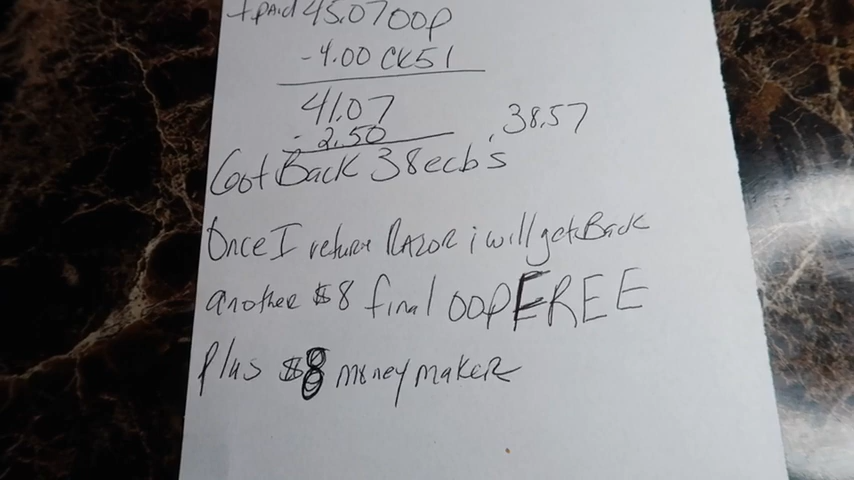 I PAID 45.07 OOP
-4.00 CK51
41.07
- 2.50 38.57
Got Back 38 ecb's
Once I return RAZOR i will get Back
another $8 final OOP FREE
Plus $8 money maker